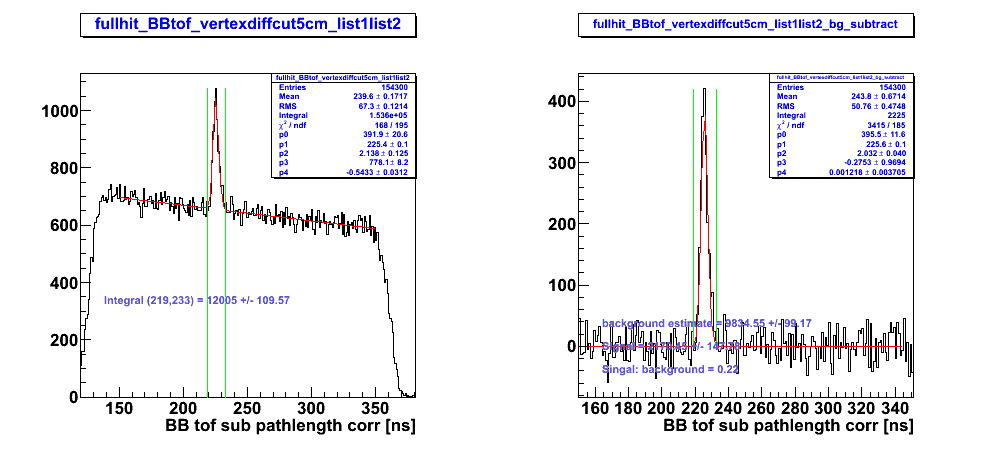 fullhit_BBtof_vertexdiffcut5cm_list1list2
fullhit_BBtof_vertexdiffcut5cm_list1list2
Entries 154300
Mean 239.6 ± 0.1717
RMS 67.3 ± 0.1214
Integral 1.536e+05
χ² / ndf 168 / 195
p0 391.9 ± 20.6
p1 225.4 ± 0.1
p2 2.138 ± 0.125
p3 778.1 ± 8.2
p4 -0.5433 ± 0.0312
1000
800
600
400
200
0
Integral (219,233) = 12005 +/- 109.57
150 200 250 300 350
BB tof sub pathlength corr [ns]
fullhit_BBtof_vertexdiffcut5cm_list1list2_bg_subtract
fullhit_BBtof_vertexdiffcut5cm_list1list2_bg_subtract
Entries 154300
Mean 243.8 ± 0.6714
RMS 50.76 ± 0.4748
Integral 2225
χ² / ndf 3415 / 185
p0 395.5 ± 11.6
p1 225.6 ± 0.1
p2 2.032 ± 0.040
p3 -0.2753 ± 0.9694
p4 0.001218 ± 0.003705
400
300
200
100
0
background estimate = 9834.55 +/- 99.17
Singal: background = 0.22
160 180 200 220 240 260 280 300 320 340
BB tof sub pathlength corr [ns]